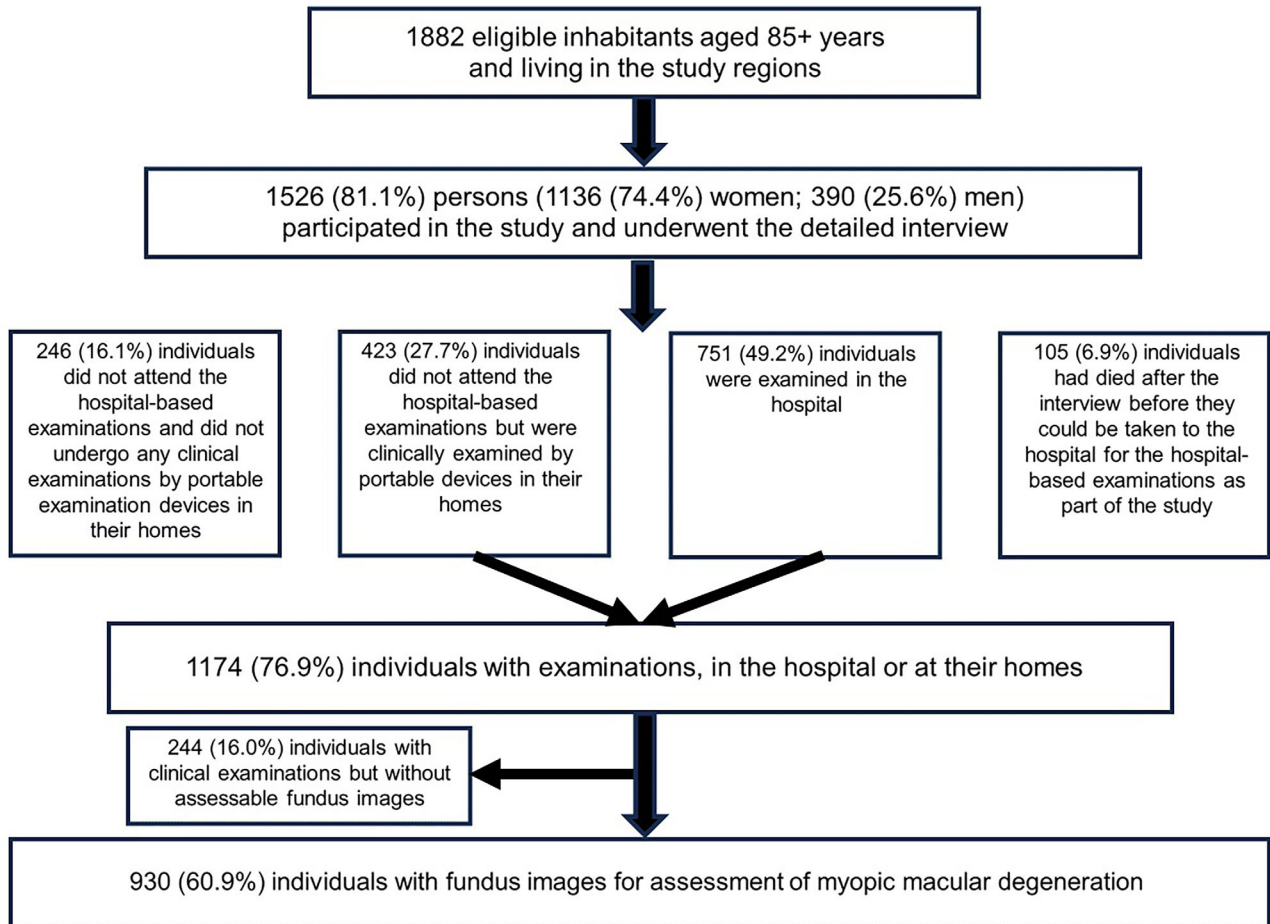 1882 eligible inhabitants aged 85+ years
and living in the study regions
1526 (81.1%) persons (1136 (74.4%) women; 390 (25.6%) men)
participated in the study and underwent the detailed interview
246 (16.1%) individuals
did not attend the
hospital-based
examinations and did not
undergo any clinical
examinations by portable
examination devices in
their homes
423 (27.7%) individuals
did not attend the
hospital-based
examinations but were
clinically examined by
portable devices in their
homes
751 (49.2%) individuals
were examined in the
hospital
105 (6.9%) individuals
had died after the
interview before they
could be taken to the
hospital for the hospital-
based examinations as
part of the study
1174 (76.9%) individuals with examinations, in the hospital or at their homes
244 (16.0%) individuals with
clinical examinations but without
assessable fundus images
930 (60.9%) individuals with fundus images for assessment of myopic macular degeneration